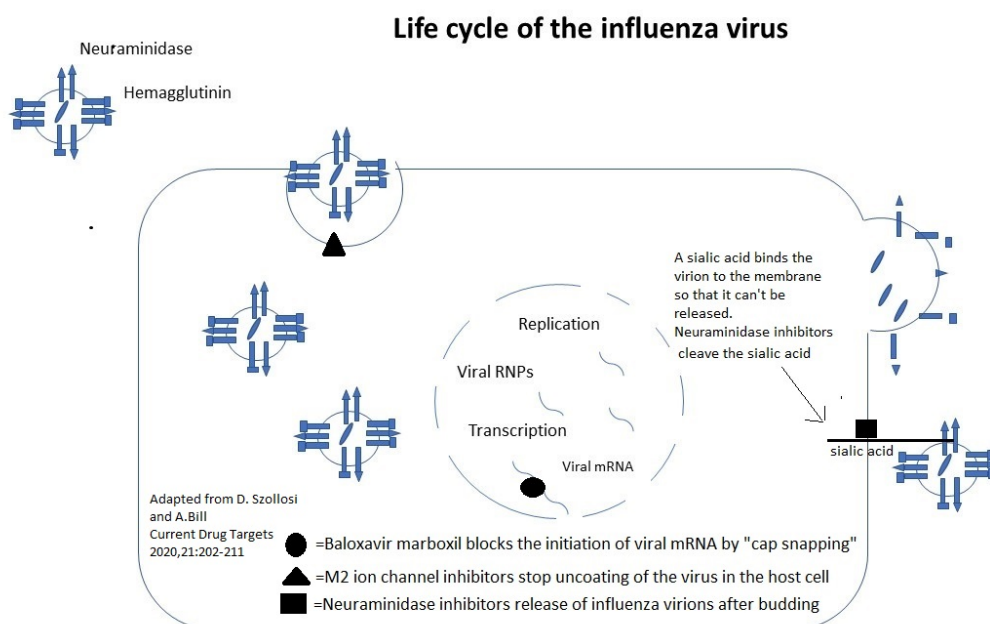 Life cycle of the influenza virus
Neuraminidase
Hemagglutinin
A sialic acid binds the
virion to the membrane
so that it can't be
released.
Neuraminidase inhibitors
cleave the sialic acid
Replication
Viral RNPs
Transcription
Viral mRNA
sialic acid
Adapted from D. Szollosi
and A.Bill
Current Drug Targets
2020,21:202-211
=Baloxavir marboxil blocks the initiation of viral mRNA by "cap snapping"
=M2 ion channel inhibitors stop uncoating of the virus in the host cell
=Neuraminidase inhibitors release of influenza virions after budding